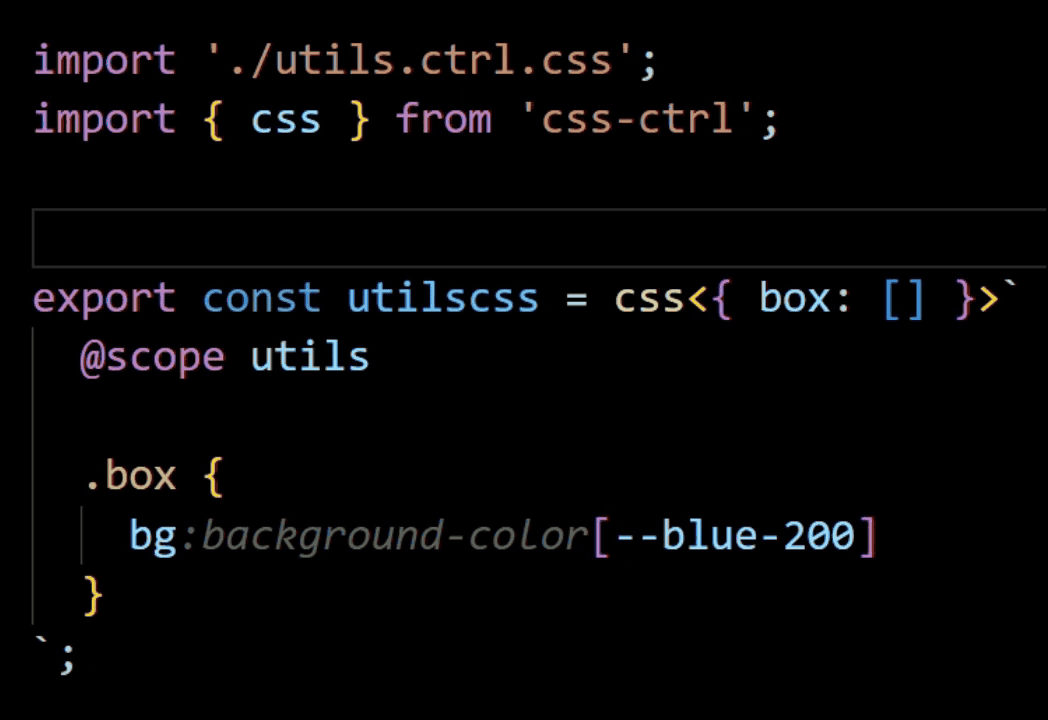 import './utils.ctrl.css';
import { css } from 'css-ctrl';
export const utilscss = css<{ box: [] }>`
@scope utils
.box {
bg:background-color[--blue-200]
}
`;